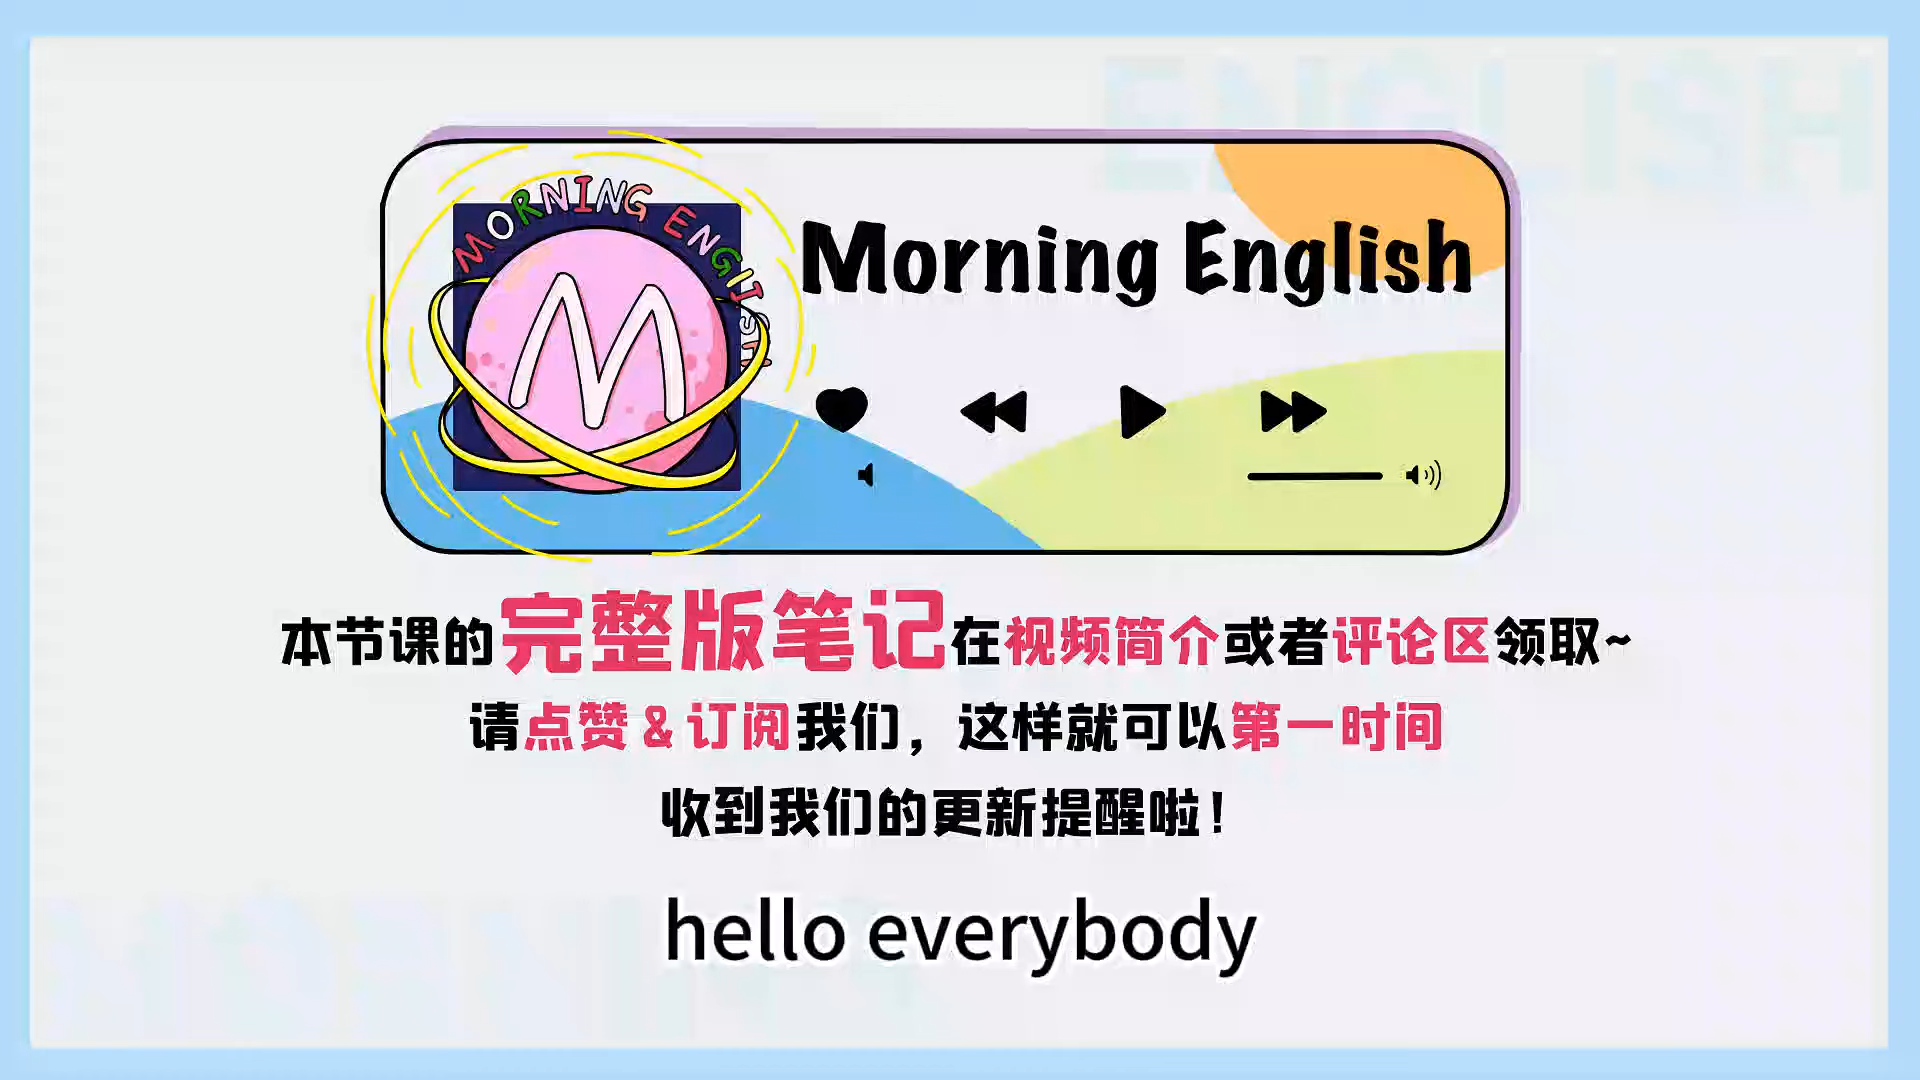 ENGLISH
MORNING ENGLISH
M
Morning English
本节课的完整版笔记在视频简介或者评论区领取~
请点赞&订阅我们，这样就可以第一时间
收到我们的更新提醒啦！
hello everybody
MORNING